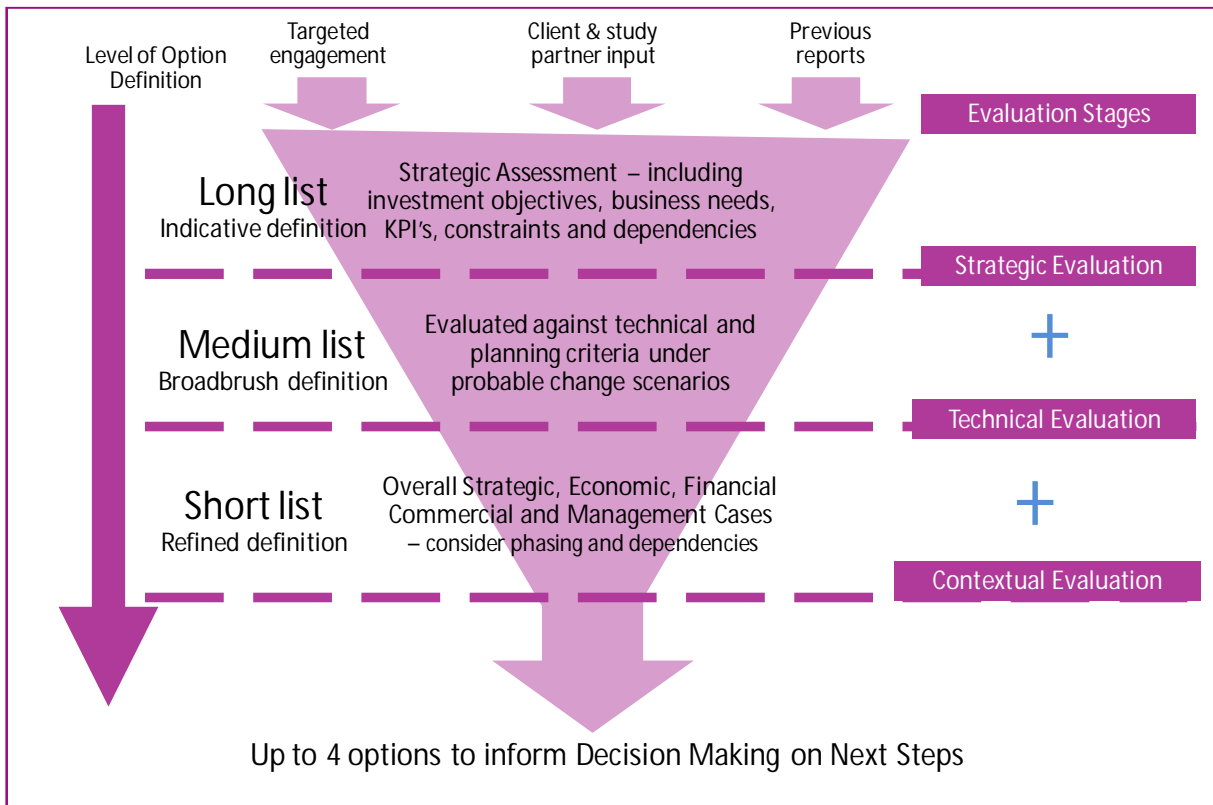 Level of Option
Definition
Targeted
engagement
Client & study
partner input
Previous
reports
Evaluation Stages
Long list
Indicative definition
Strategic Assessment – including
investment objectives, business needs,
KPI's, constraints and dependencies
Strategic Evaluation
+
Medium list
Broadbrush definition
Evaluated against technical and
planning criteria under
probable change scenarios
Technical Evaluation
+
Short list
Refined definition
Overall Strategic, Economic, Financial
Commercial and Management Cases
– consider phasing and dependencies
Contextual Evaluation
Up to 4 options to inform Decision Making on Next Steps